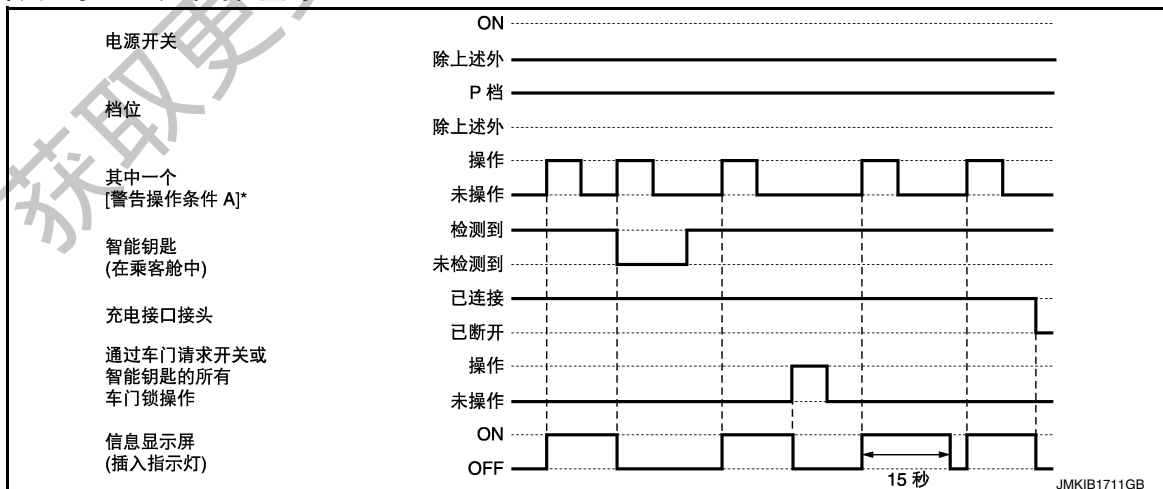 获取更
电源开关
ON
除上述外
档位
P 档
除上述外
其中一个
[警告操作条件 A]*
操作
未操作
智能钥匙
(在乘客舱中)
检测到
未检测到
充电接口接头
已连接
已断开
通过车门请求开关或
智能钥匙的所有
车门锁操作
操作
未操作
信息显示屏
(插入指示灯)
ON
OFF
15 秒
JMKIB1711GB